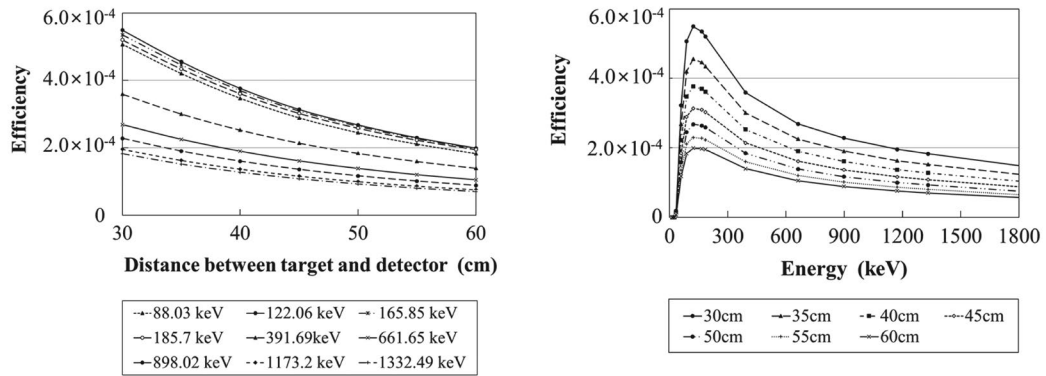 6.0×10⁻⁴
4.0×10⁻⁴
2.0×10⁻⁴
0
Efficiency
30 40 50 60
Distance between target and detector (cm)
88.03 keV 122.06 keV 165.85 keV
185.7 keV 391.69keV 661.65 keV
898.02 keV 1173.2 keV 1332.49 keV
6.0×10⁻⁴
4.0×10⁻⁴
2.0×10⁻⁴
0
Efficiency
0 300 600 900 1200 1500 1800
Energy (keV)
30cm 35cm 40cm 45cm
50cm 55cm 60cm